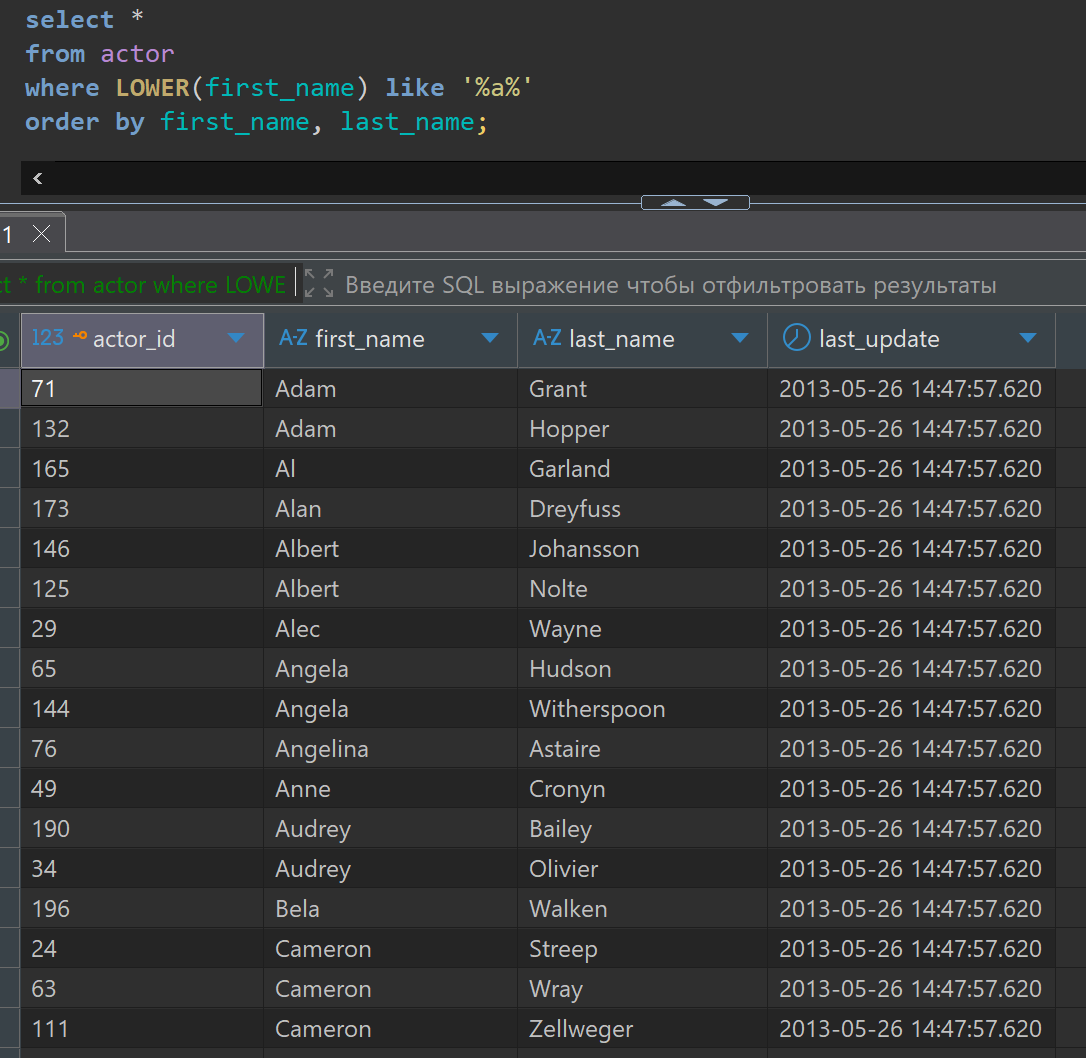 select *
from actor
where LOWER(first_name) like '%a%'
order by first_name, last_name;
1
ct * from actor where LOWE Введите SQL выражение чтобы отфильтровать результаты
123 actor_id A-Z first_name A-Z last_name last_update
71 Adam Grant 2013-05-26 14:47:57.620
132 Adam Hopper 2013-05-26 14:47:57.620
165 Al Garland 2013-05-26 14:47:57.620
173 Alan Dreyfuss 2013-05-26 14:47:57.620
146 Albert Johansson 2013-05-26 14:47:57.620
125 Albert Nolte 2013-05-26 14:47:57.620
29 Alec Wayne 2013-05-26 14:47:57.620
65 Angela Hudson 2013-05-26 14:47:57.620
144 Angela Witherspoon 2013-05-26 14:47:57.620
76 Angelina Astaire 2013-05-26 14:47:57.620
49 Anne Cronyn 2013-05-26 14:47:57.620
190 Audrey Bailey 2013-05-26 14:47:57.620
34 Audrey Olivier 2013-05-26 14:47:57.620
196 Bela Walken 2013-05-26 14:47:57.620
24 Cameron Streep 2013-05-26 14:47:57.620
63 Cameron Wray 2013-05-26 14:47:57.620
111 Cameron Zellweger 2013-05-26 14:47:57.620